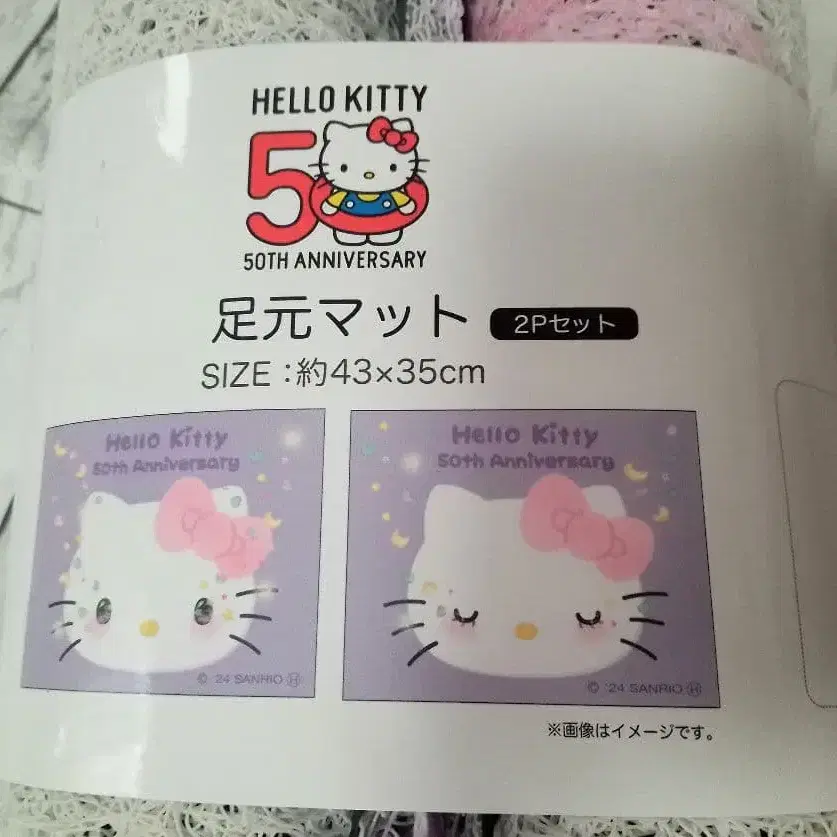 HELLO KITTY
50
50TH ANNIVERSARY
足元マット 2Pセット
SIZE：約43×35cm
Hello Kitty
50th Anniversary
© '24 SANRIO Ⓗ
Hello Kitty
50th Anniversary
© '24 SANRIO Ⓗ
※画像はイメージです。